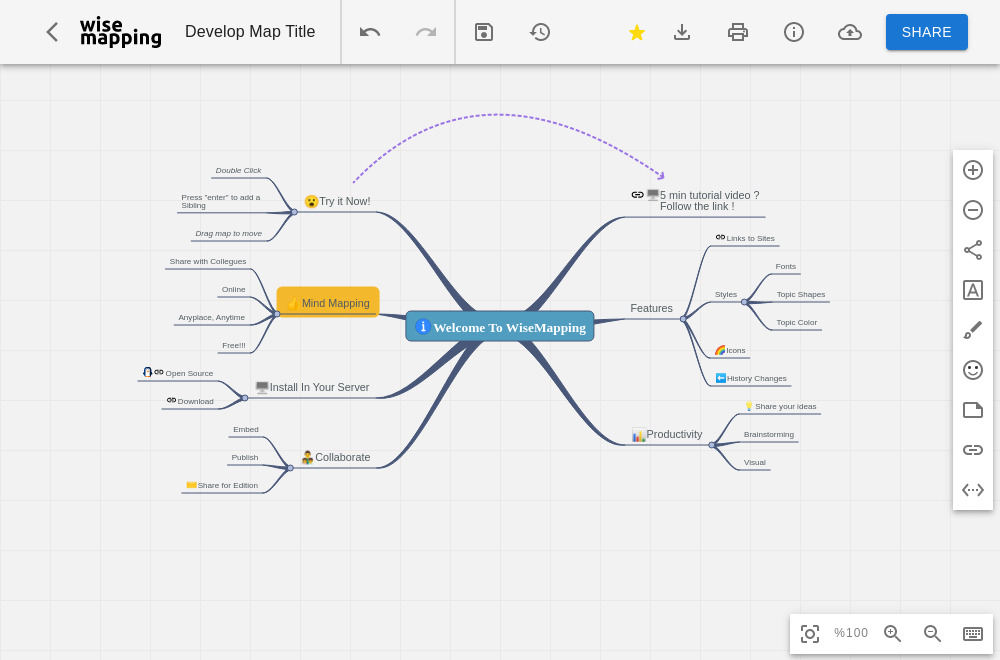 wise
mapping
Develop Map Title
SHARE
Double Click
Press "enter" to add a
Sibling
Drag map to move
😮Try it Now!
5 min tutorial video ?
Follow the link !
Share with Collegues
Online
Anyplace, Anytime
Free!!!
Mind Mapping
Welcome To WiseMapping
Features
Links to Sites
Styles
Fonts
Topic Shapes
Topic Color
Icons
History Changes
Open Source
Download
Install In Your Server
Embed
Publish
Share for Edition
Collaborate
Productivity
Share your ideas
Brainstorming
Visual
%100